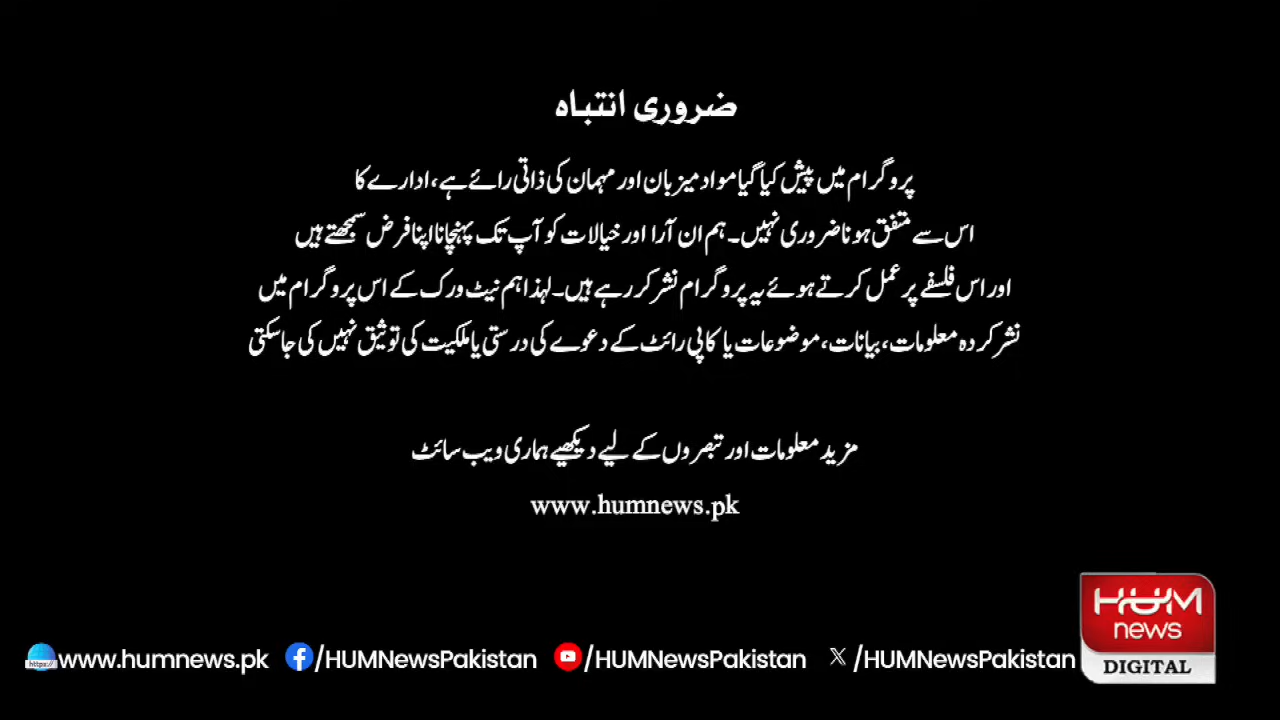 ضروری انتباہ
پروگرام میں پیش کیا گیا مواد میزبان اور مہمان کی ذاتی رائے ہے، ادارے کا
اس سے متفق ہونا ضروری نہیں۔ ہم ان آرا اور خیالات کو آپ تک پہنچانا اپنا فرض سمجھتے ہیں
اور اس فلسفے پر عمل کرتے ہوئے یہ پروگرام نشر کر رہے ہیں۔ لہذا ہم نیٹ ورک کے اس پروگرام میں
نشر کردہ معلومات، بیانات، موضوعات یا کاپی رائٹ کے دعوے کی درستی یا ملکیت کی توثیق نہیں کی جاسکتی
مزید معلومات اور تبصروں کے لیے دیکھیے ہماری ویب سائٹ
www.humnews.pk
HUM
news
DIGITAL
https:// www.humnews.pk /HUMNewsPakistan /HUMNewsPakistan X /HUMNewsPakistan